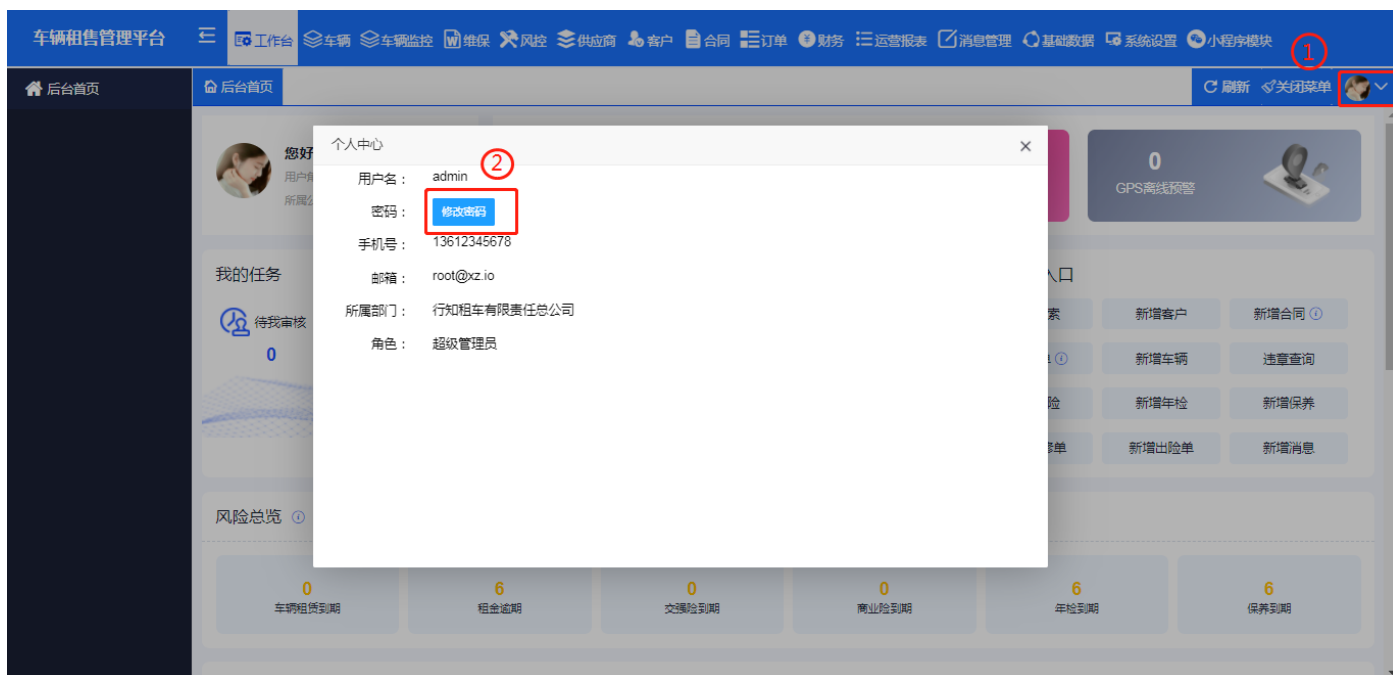 车辆租售管理平台 工作台 车辆 车辆监控 维保 风控 供应商 客户 合同 订单 财务 运营报表 消息管理 基础数据 系统设置 小程序模块
①
后台首页 后台首页 刷新 关闭菜单
个人中心 ×
②
您好
用户名： admin
密码： 修改密码
手机号： 13612345678
邮箱： root@xz.io
所属部门： 行知租车有限责任总公司
角色： 超级管理员
0
GPS离线预警
用户
所属
我的任务
待我审核
0
入口
索 新增客户 新增合同
新增车辆 违章查询
险 新增年检 新增保养
单 新增出险单 新增消息
风险总览
0 6 0 0 6 6
车辆租赁到期 租金逾期 交强险到期 商业险到期 年检到期 保养到期